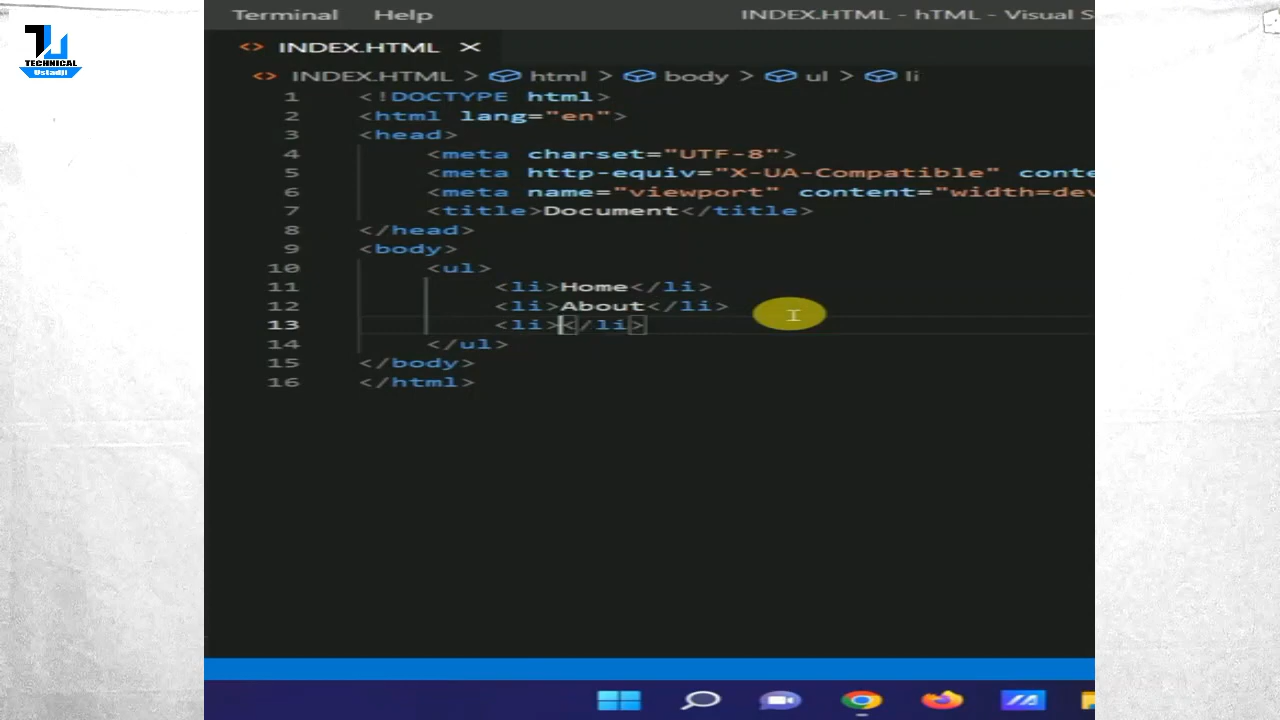 TECHNICAL
Ustadji
Terminal Help INDEX.HTML - hTML - Visual S
<> INDEX.HTML ×
<> INDEX.HTML > html > body > ul > li
1 <!DOCTYPE html>
2 <html lang="en">
3 <head>
4 <meta charset="UTF-8">
5 <meta http-equiv="X-UA-Compatible" conte
6 <meta name="viewport" content="width=dev
7 <title>Document</title>
8 </head>
9 <body>
10 <ul>
11 <li>Home</li>
12 <li>About</li>
13 <li></li>
14 </ul>
15 </body>
16 </html>